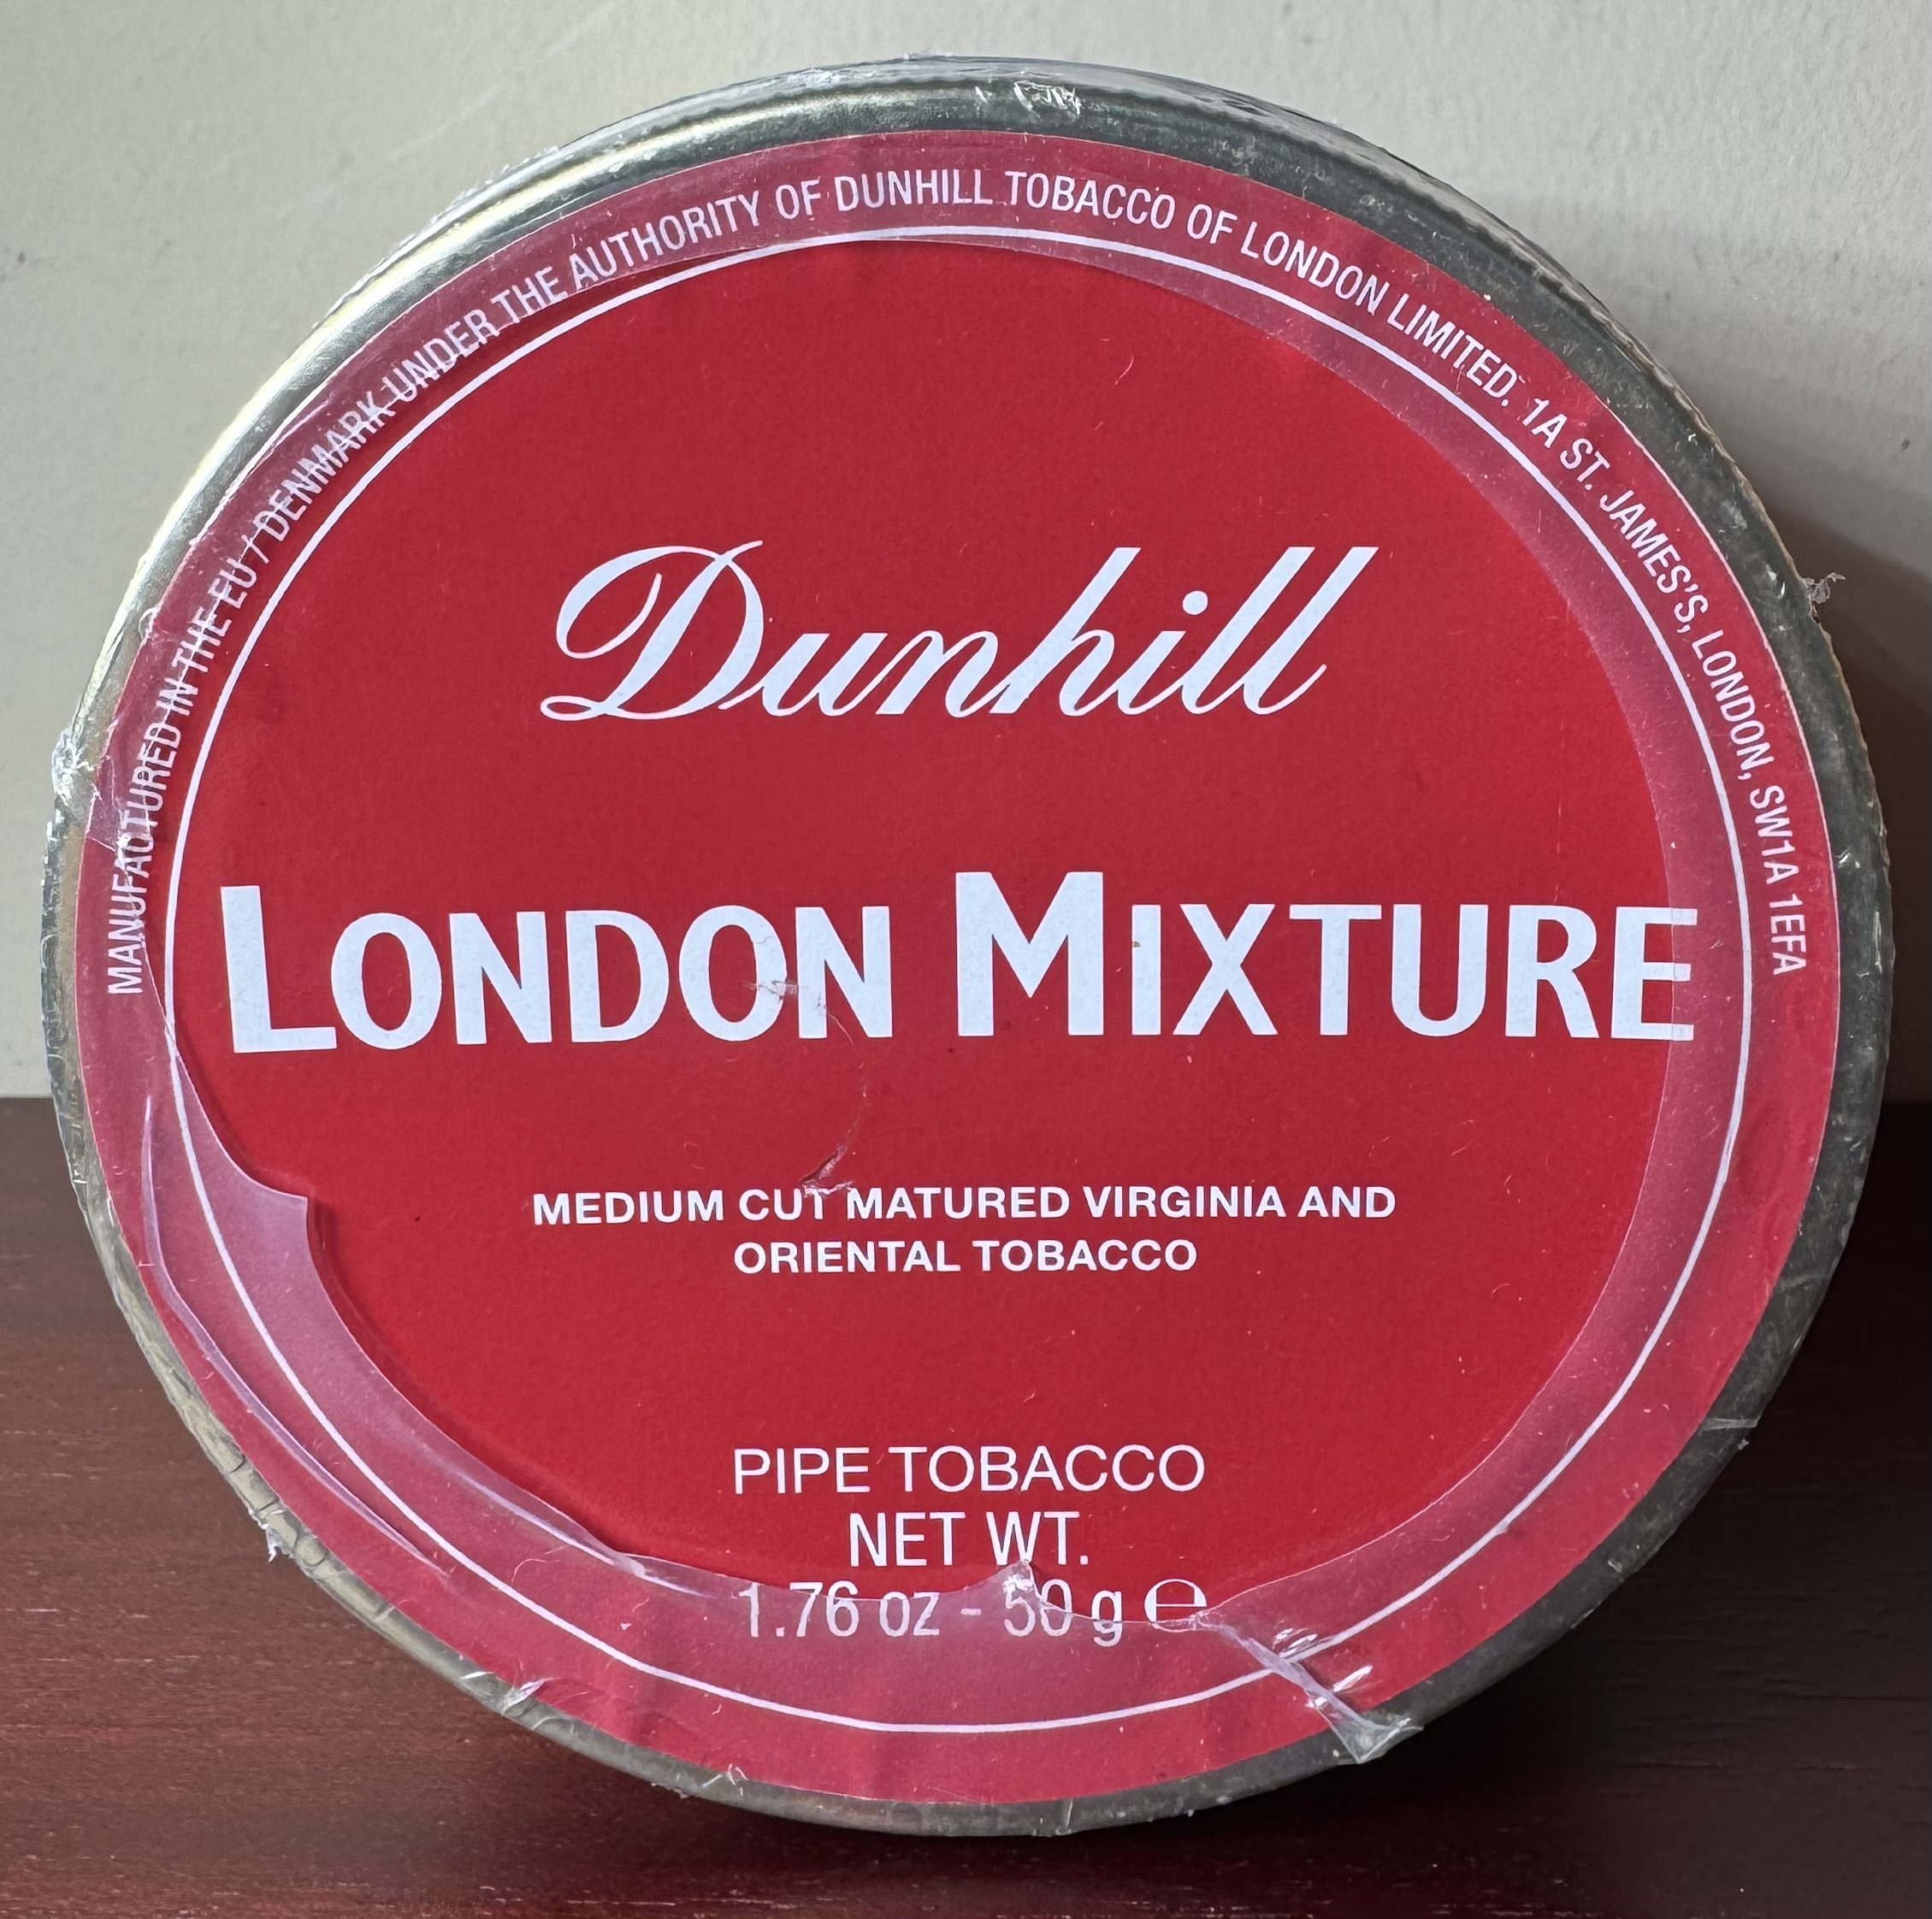 MANUFACTURED IN THE EU / DENMARK UNDER THE AUTHORITY OF DUNHILL TOBACCO OF LONDON LIMITED. 1A ST. JAMES'S, LONDON, SW1A 1EFA
Dunhill
LONDON MIXTURE
MEDIUM CUT MATURED VIRGINIA AND
ORIENTAL TOBACCO
PIPE TOBACCO
NET WT.
1.76 oz - 50 g ℮